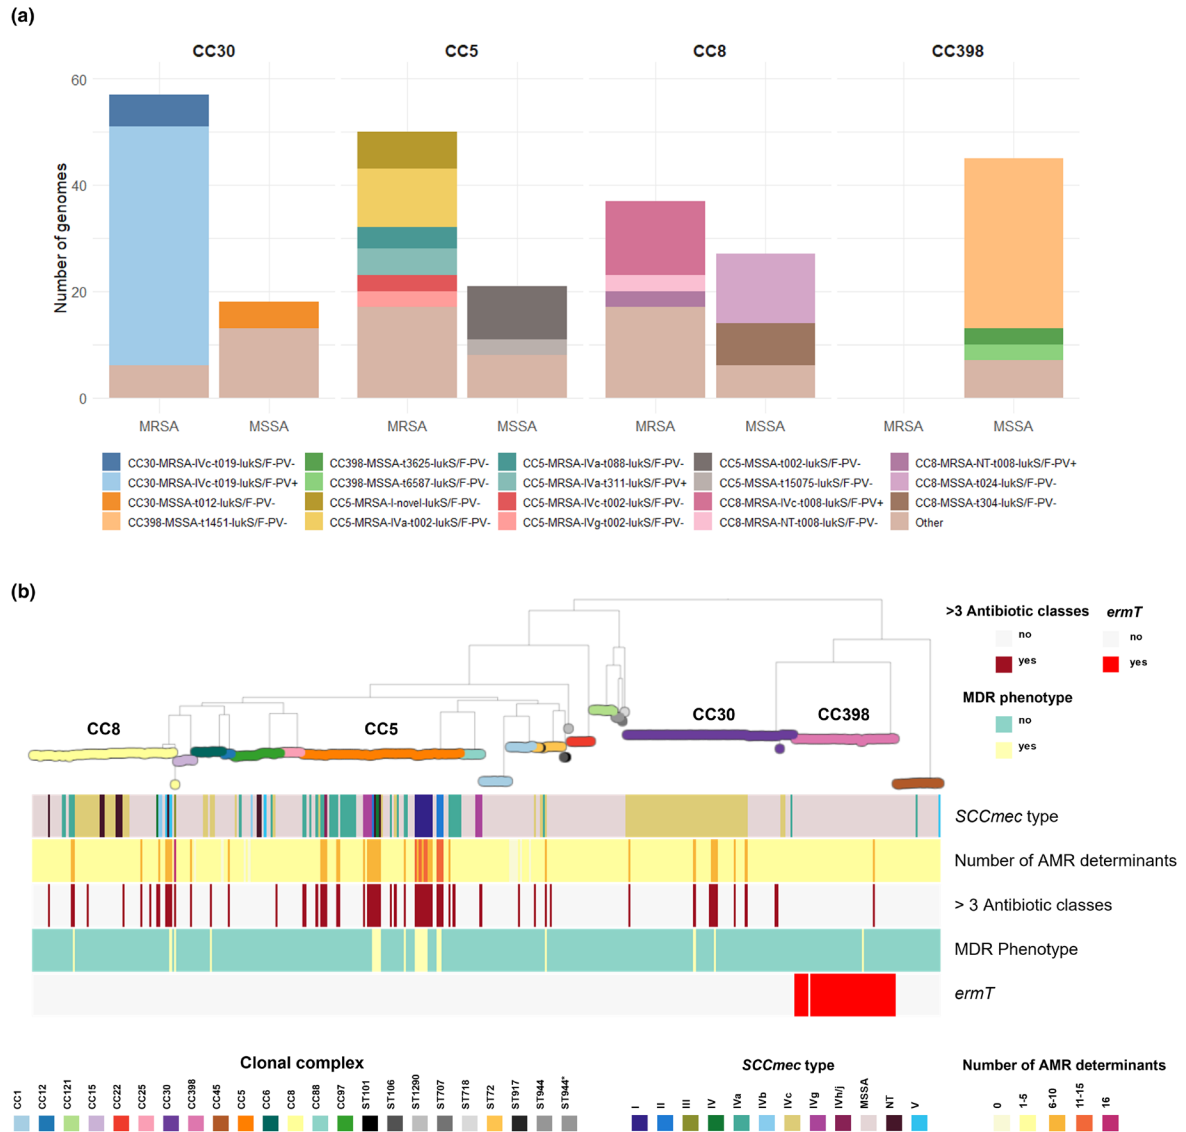 (a)
CC30 CC5 CC8 CC398
60
40
20
0
Number of genomes
MRSA MSSA MRSA MSSA MRSA MSSA MRSA MSSA
CC30-MRSA-IVc-t019-lukS/F-PV- CC398-MSSA-t3625-lukS/F-PV- CC5-MRSA-IVa-t088-lukS/F-PV- CC5-MSSA-t002-lukS/F-PV- CC8-MRSA-NT-t008-lukS/F-PV+
CC30-MRSA-IVc-t019-lukS/F-PV+ CC398-MSSA-t6587-lukS/F-PV- CC5-MRSA-IVa-t311-lukS/F-PV+ CC5-MSSA-t15075-lukS/F-PV- CC8-MSSA-t024-lukS/F-PV-
CC30-MSSA-t012-lukS/F-PV- CC5-MRSA-I-novel-lukS/F-PV- CC5-MRSA-IVc-t002-lukS/F-PV- CC8-MRSA-IVc-t008-lukS/F-PV+ CC8-MSSA-t304-lukS/F-PV-
CC398-MSSA-t1451-lukS/F-PV- CC5-MRSA-IVa-t002-lukS/F-PV- CC5-MRSA-IVg-t002-lukS/F-PV- CC8-MRSA-NT-t008-lukS/F-PV- Other
(b)
>3 Antibiotic classes ermT
no no
yes yes
MDR phenotype
no
yes
CC8 CC5 CC30 CC398
SCCmec type
Number of AMR determinants
> 3 Antibiotic classes
MDR Phenotype
ermT
Clonal complex
CC1 CC12 CC121 CC15 CC22 CC25 CC30 CC398 CC45 CC5 CC6 CC8 CC88 CC97 ST101 ST106 ST1290 ST707 ST718 ST72 ST917 ST944 ST944*
SCCmec type
I II III IV IVa IVb IVc IVg IVh/j MSSA NT V
Number of AMR determinants
0 1-5 6-10 11-15 16